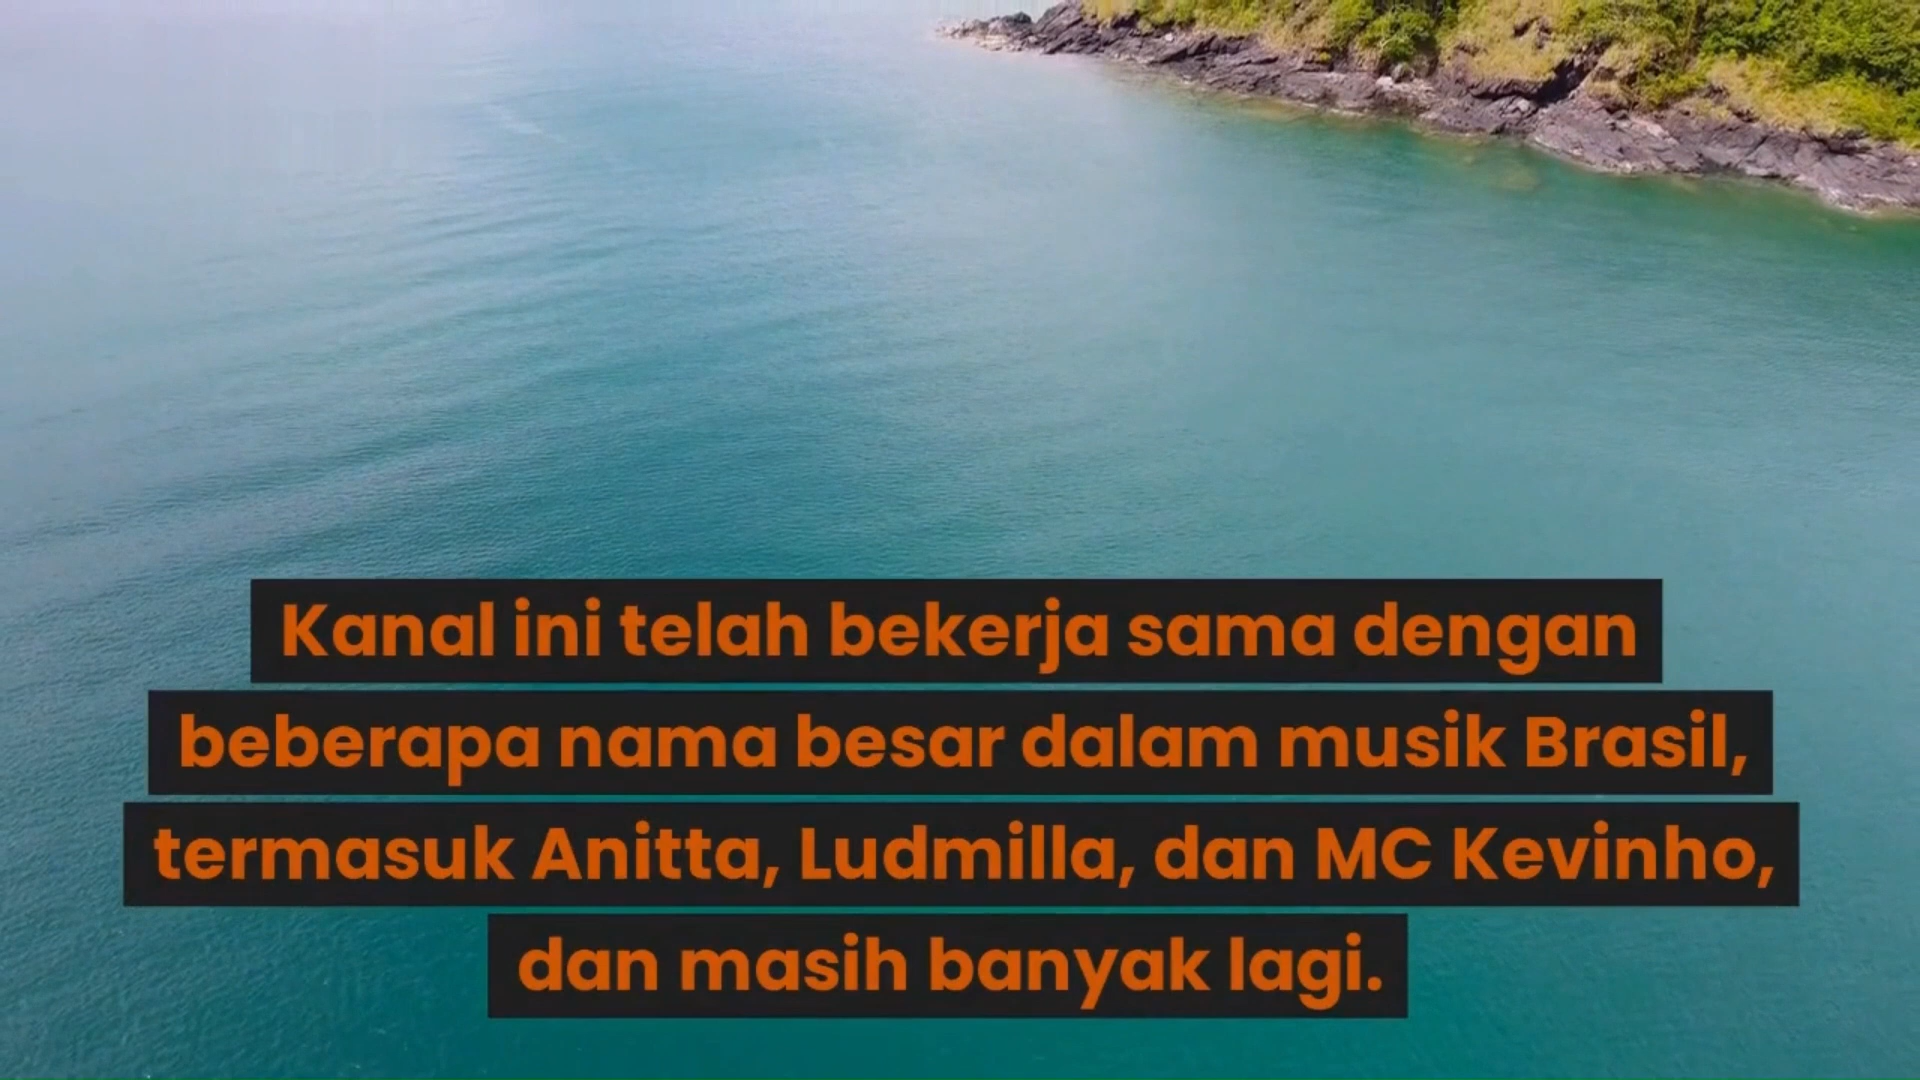 Kanal ini telah bekerja sama dengan
beberapa nama besar dalam musik Brasil,
termasuk Anitta, Ludmilla, dan MC Kevinho,
dan masih banyak lagi.